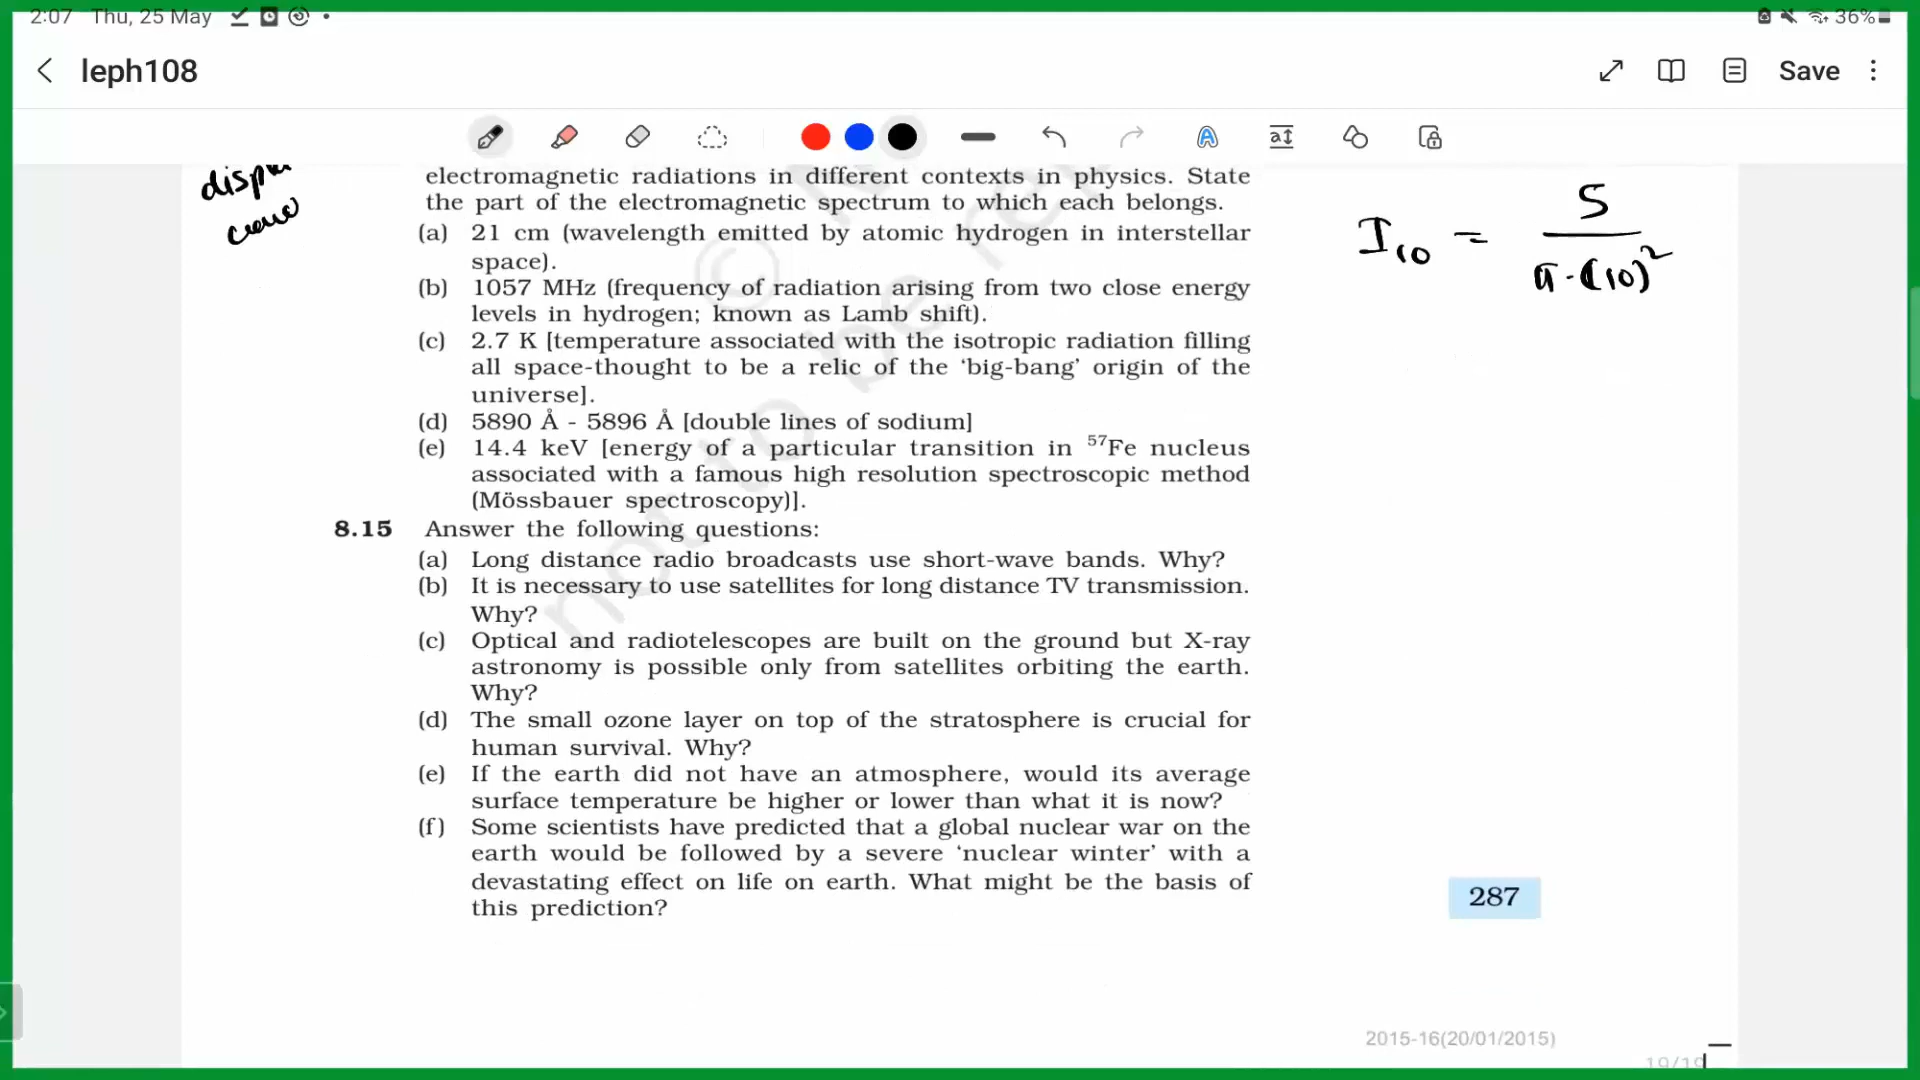 2:07 Thu, 25 May
36%
leph108
Save
electromagnetic radiations in different contexts in physics. State
the part of the electromagnetic spectrum to which each belongs.
(a) 21 cm (wavelength emitted by atomic hydrogen in interstellar
space).
(b) 1057 MHz (frequency of radiation arising from two close energy
levels in hydrogen; known as Lamb shift).
(c) 2.7 K [temperature associated with the isotropic radiation filling
all space-thought to be a relic of the ‘big-bang’ origin of the
universe].
(d) 5890 Å - 5896 Å [double lines of sodium]
(e) 14.4 keV [energy of a particular transition in ⁵⁷Fe nucleus
associated with a famous high resolution spectroscopic method
(Mössbauer spectroscopy)].
8.15 Answer the following questions:
(a) Long distance radio broadcasts use short-wave bands. Why?
(b) It is necessary to use satellites for long distance TV transmission.
Why?
(c) Optical and radiotelescopes are built on the ground but X-ray
astronomy is possible only from satellites orbiting the earth.
Why?
(d) The small ozone layer on top of the stratosphere is crucial for
human survival. Why?
(e) If the earth did not have an atmosphere, would its average
surface temperature be higher or lower than what it is now?
(f) Some scientists have predicted that a global nuclear war on the
earth would be followed by a severe ‘nuclear winter’ with a
devastating effect on life on earth. What might be the basis of
this prediction?
I₁₀ = 5 / π·(10)²
287
2015-16(20/01/2015)
19/19
not to be re